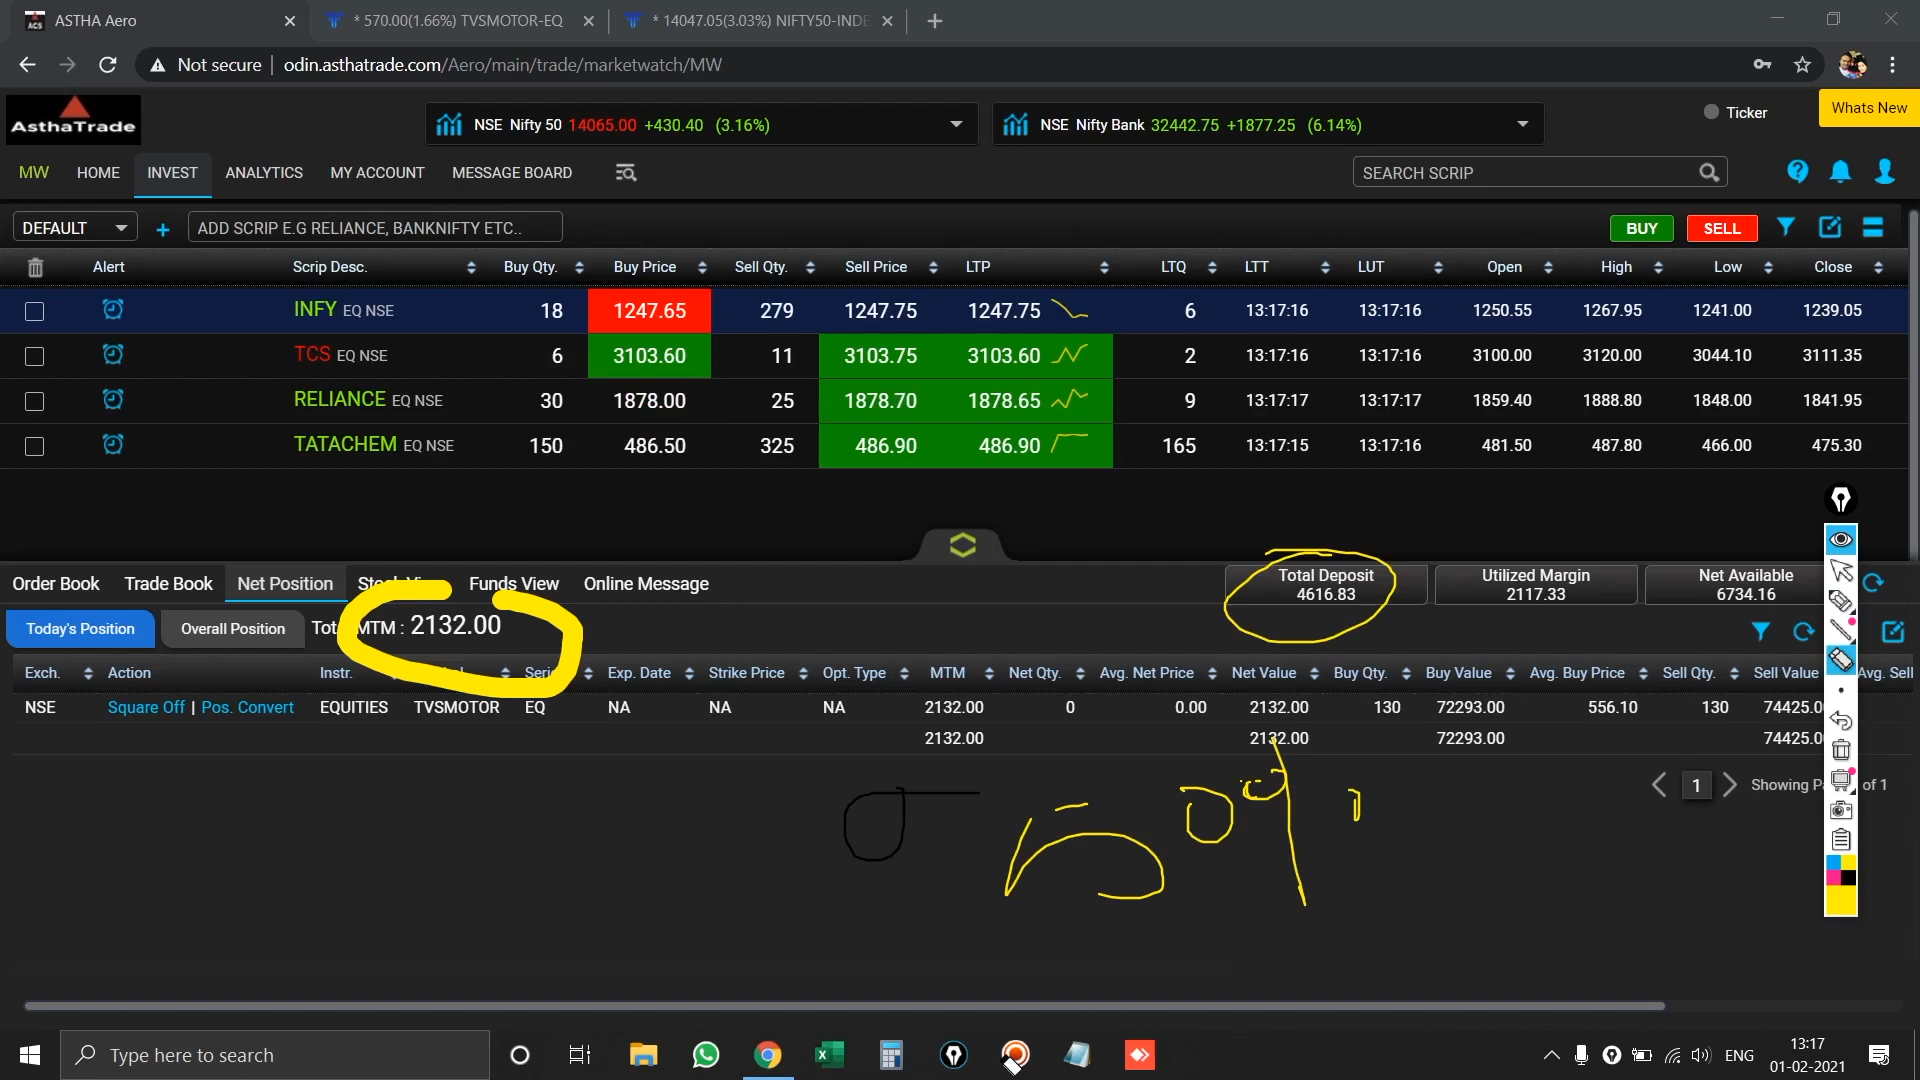 ASTHA Aero
* 570.00(1.66%) TVSMOTOR-EQ
* 14047.05(3.03%) NIFTY50-INDE
Not secure odin.asthatrade.com/Aero/main/trade/marketwatch/MW
AsthaTrade
NSE Nifty 50 14065.00 +430.40 (3.16%)
NSE Nifty Bank 32442.75 +1877.25 (6.14%)
Ticker
Whats New
MW HOME INVEST ANALYTICS MY ACCOUNT MESSAGE BOARD
SEARCH SCRIP
DEFAULT + ADD SCRIP E.G RELIANCE, BANKNIFTY ETC..
BUY SELL
Alert Scrip Desc. Buy Qty. Buy Price Sell Qty. Sell Price LTP LTQ LTT LUT Open High Low Close
INFY EQ NSE 18 1247.65 279 1247.75 1247.75 6 13:17:16 13:17:16 1250.55 1267.95 1241.00 1239.05
TCS EQ NSE 6 3103.60 11 3103.75 3103.60 2 13:17:16 13:17:16 3100.00 3120.00 3044.10 3111.35
RELIANCE EQ NSE 30 1878.00 25 1878.70 1878.65 9 13:17:17 13:17:17 1859.40 1888.80 1848.00 1841.95
TATACHEM EQ NSE 150 486.50 325 486.90 486.90 165 13:17:15 13:17:16 481.50 487.80 466.00 475.30
Order Book Trade Book Net Position Funds View Online Message
Total Deposit 4616.83
Utilized Margin 2117.33
Net Available 6734.16
Today's Position Overall Position MTM : 2132.00
Exch. Action Instr. Exp. Date Strike Price Opt. Type MTM Net Qty. Avg. Net Price Net Value Buy Qty. Buy Value Avg. Buy Price Sell Qty. Sell Value Avg. Sell
NSE Square Off | Pos. Convert EQUITIES TVSMOTOR EQ NA NA NA 2132.00 0 0.00 2132.00 130 72293.00 556.10 130 74425.0
2132.00 2132.00 72293.00 74425.0
1 Showing of 1
Type here to search
ENG
13:17
01-02-2021